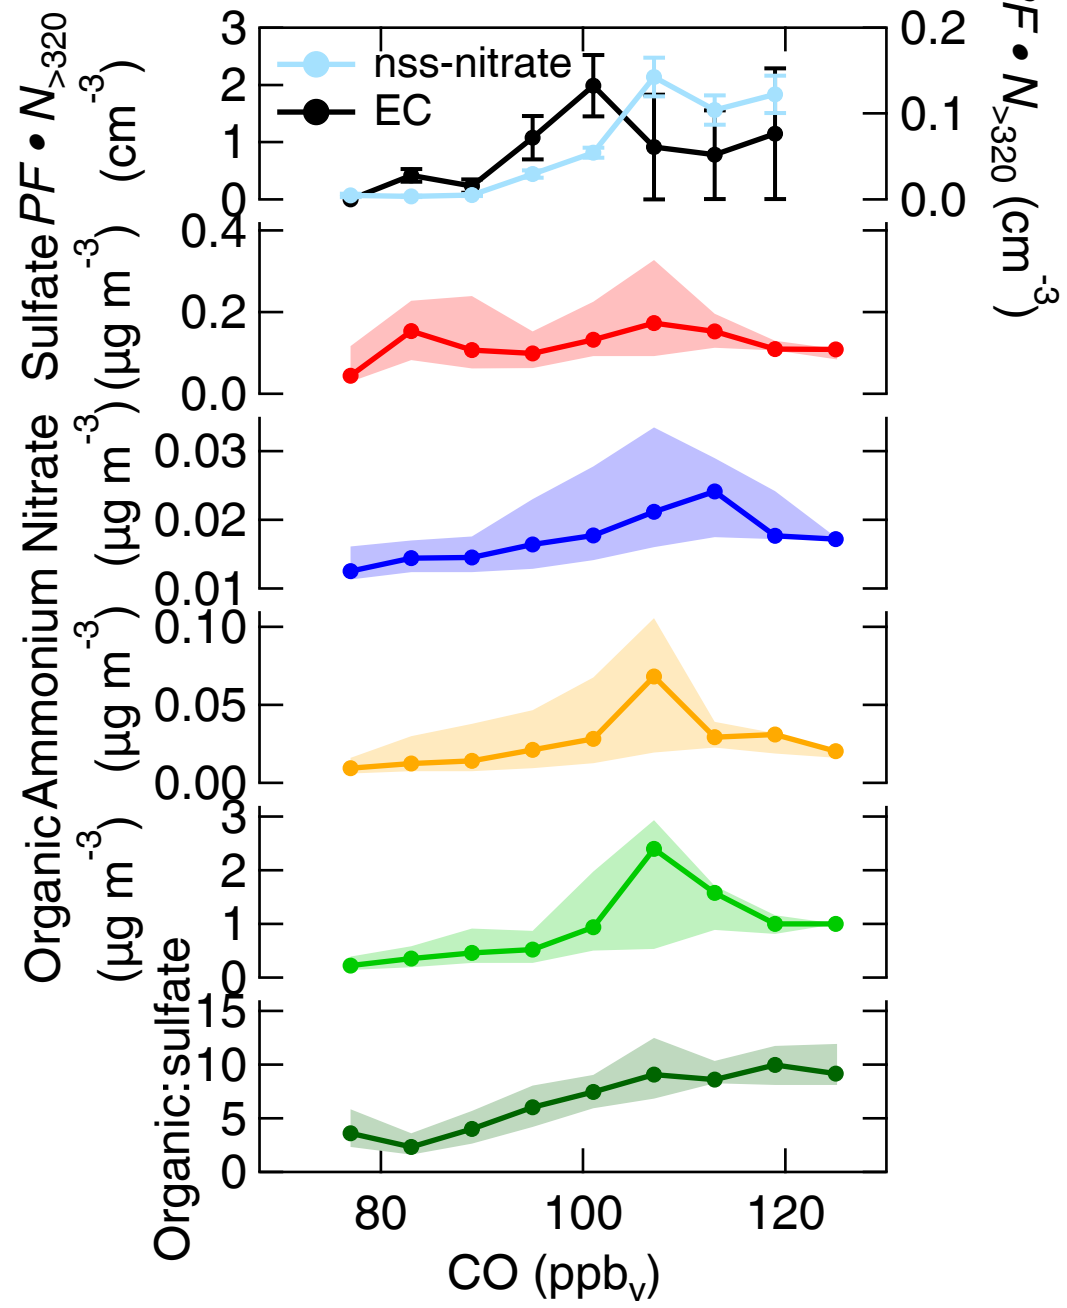 PF • N>320
(cm-3)
3
2
1
0
nss-nitrate
EC
0.2
0.1
0.0
PF • N>320 (cm-3)
Sulfate
(µg m-3)
0.4
0.2
0.0
Nitrate
(µg m-3)
0.03
0.02
0.01
Ammonium
(µg m-3)
0.10
0.05
0.00
Organic
(µg m-3)
3
2
1
0
Organic:sulfate
15
10
5
0
80
100
120
CO (ppbv)